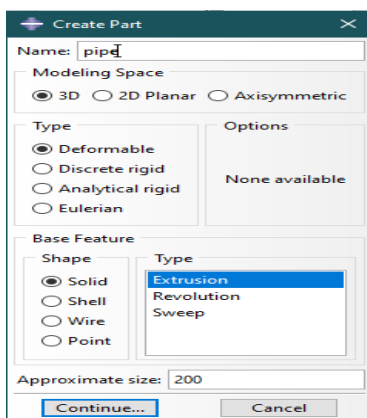 Create Part
Name: pipe
Modeling Space
3D 2D Planar Axisymmetric
Type
Deformable
Discrete rigid
Analytical rigid
Eulerian
Options
None available
Base Feature
Shape
Solid
Shell
Wire
Point
Type
Extrusion
Revolution
Sweep
Approximate size: 200
Continue... Cancel